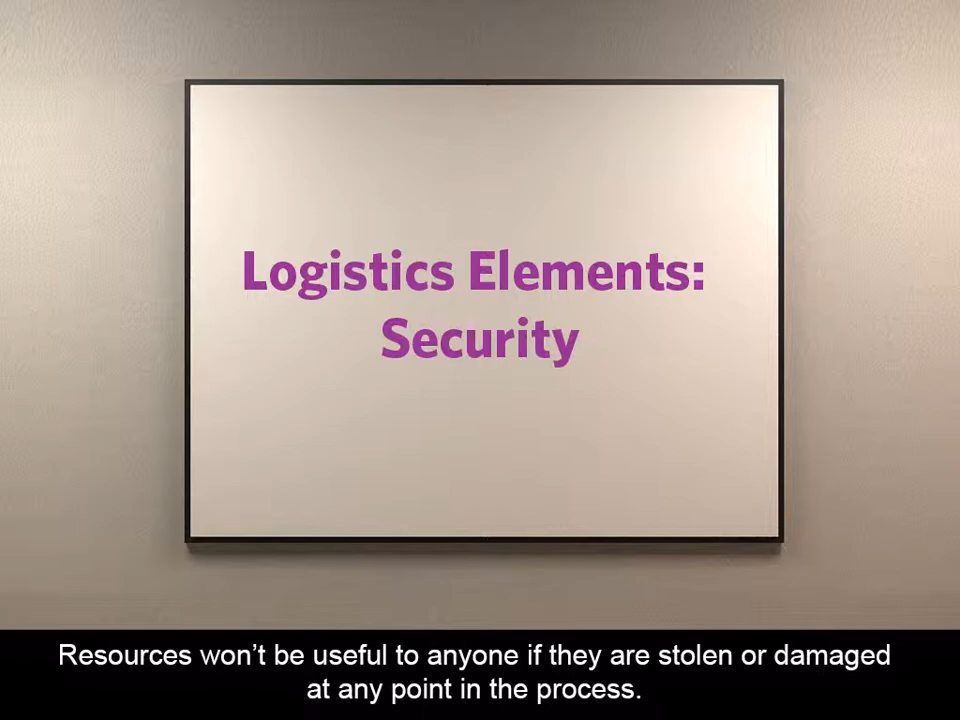 Logistics Elements:
Security
Resources won't be useful to anyone if they are stolen or damaged
at any point in the process.